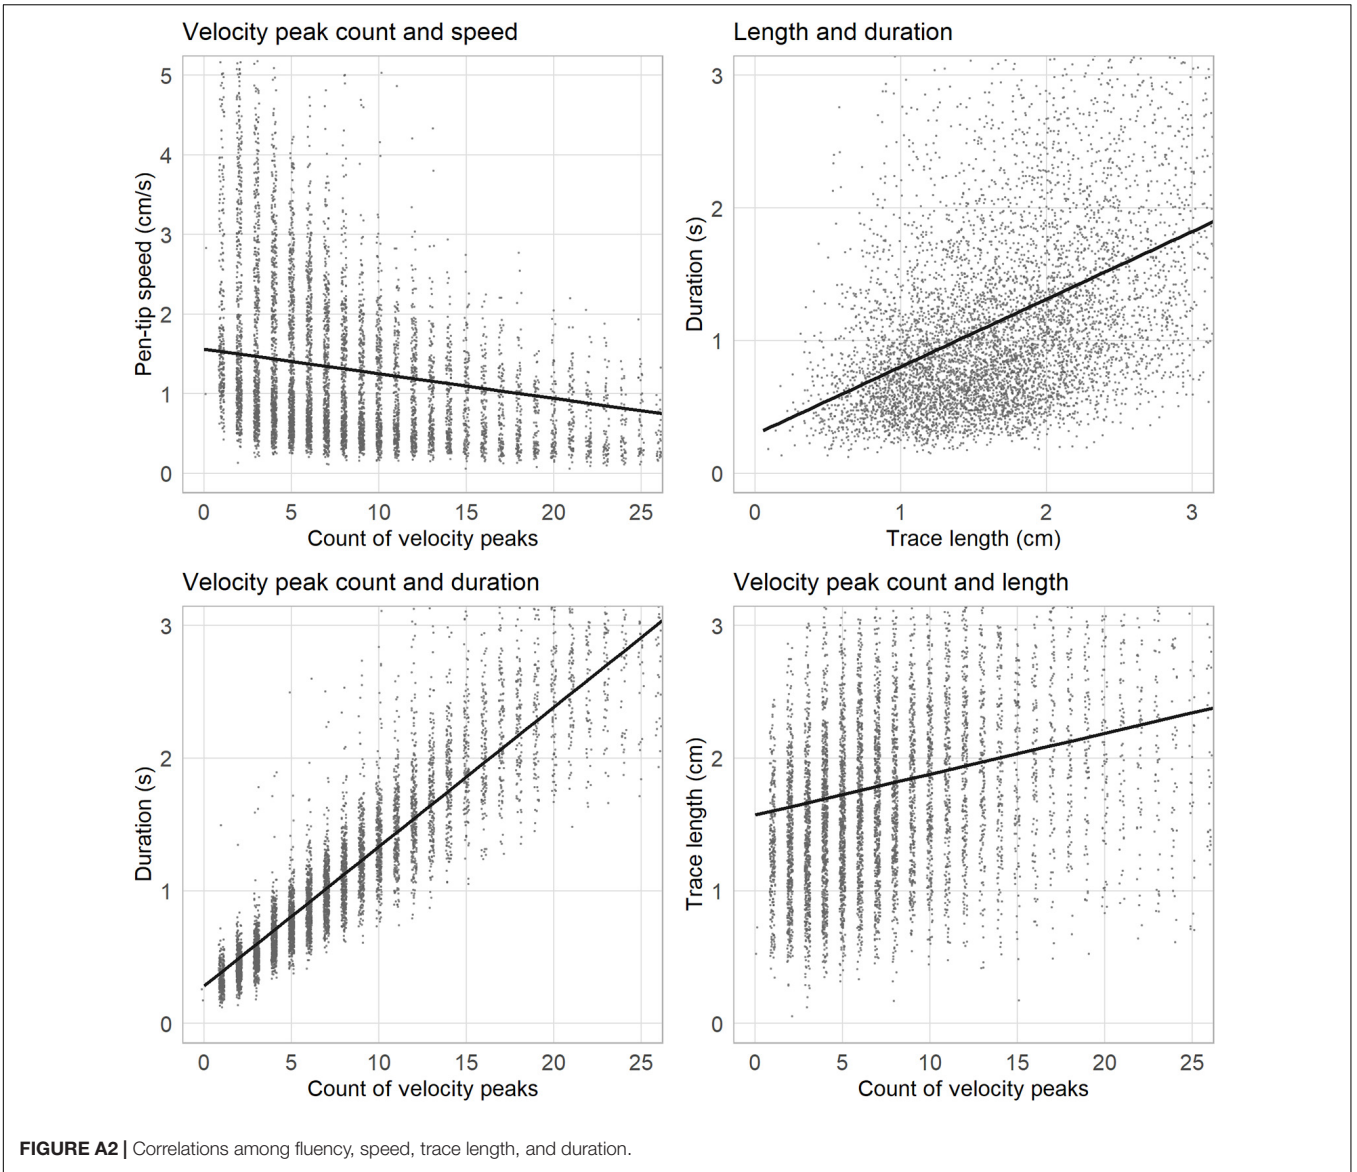 Velocity peak count and speed
Pen-tip speed (cm/s)
5
4
3
2
1
0
0 5 10 15 20 25
Count of velocity peaks
Length and duration
Duration (s)
3
2
1
0
0 1 2 3
Trace length (cm)
Velocity peak count and duration
Duration (s)
3
2
1
0
0 5 10 15 20 25
Count of velocity peaks
Velocity peak count and length
Trace length (cm)
3
2
1
0
0 5 10 15 20 25
Count of velocity peaks
FIGURE A2 | Correlations among fluency, speed, trace length, and duration.